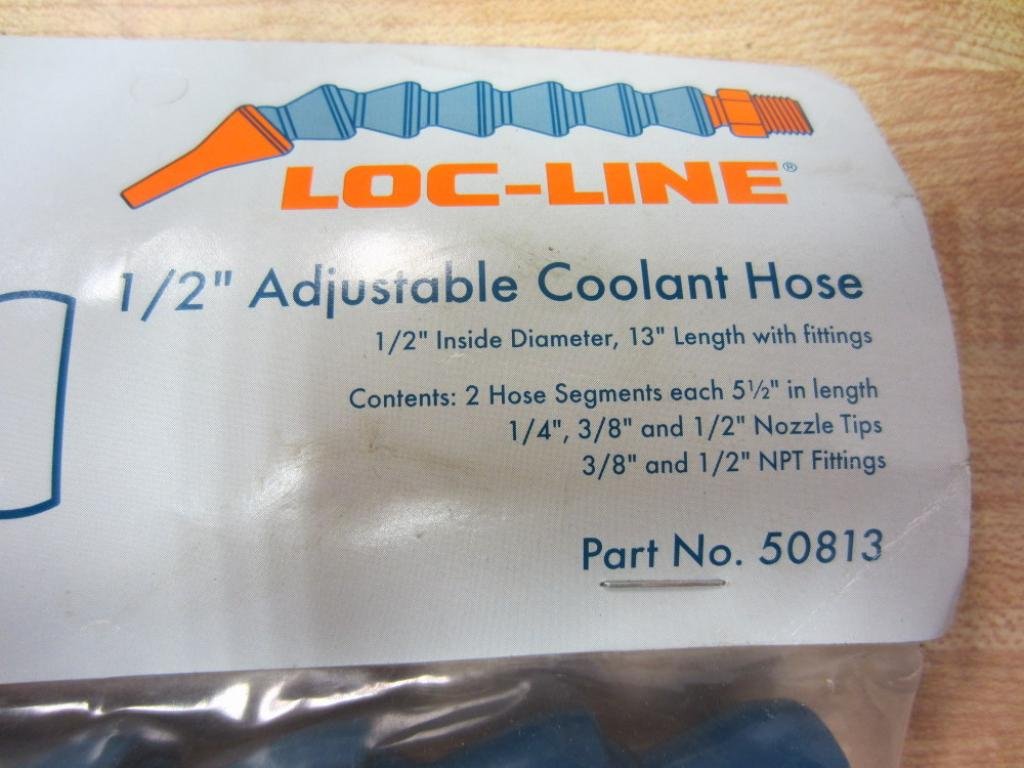 LOC-LINE®
1/2" Adjustable Coolant Hose
1/2" Inside Diameter, 13" Length with fittings
Contents: 2 Hose Segments each 5½" in length
1/4", 3/8" and 1/2" Nozzle Tips
3/8" and 1/2" NPT Fittings
Part No. 50813